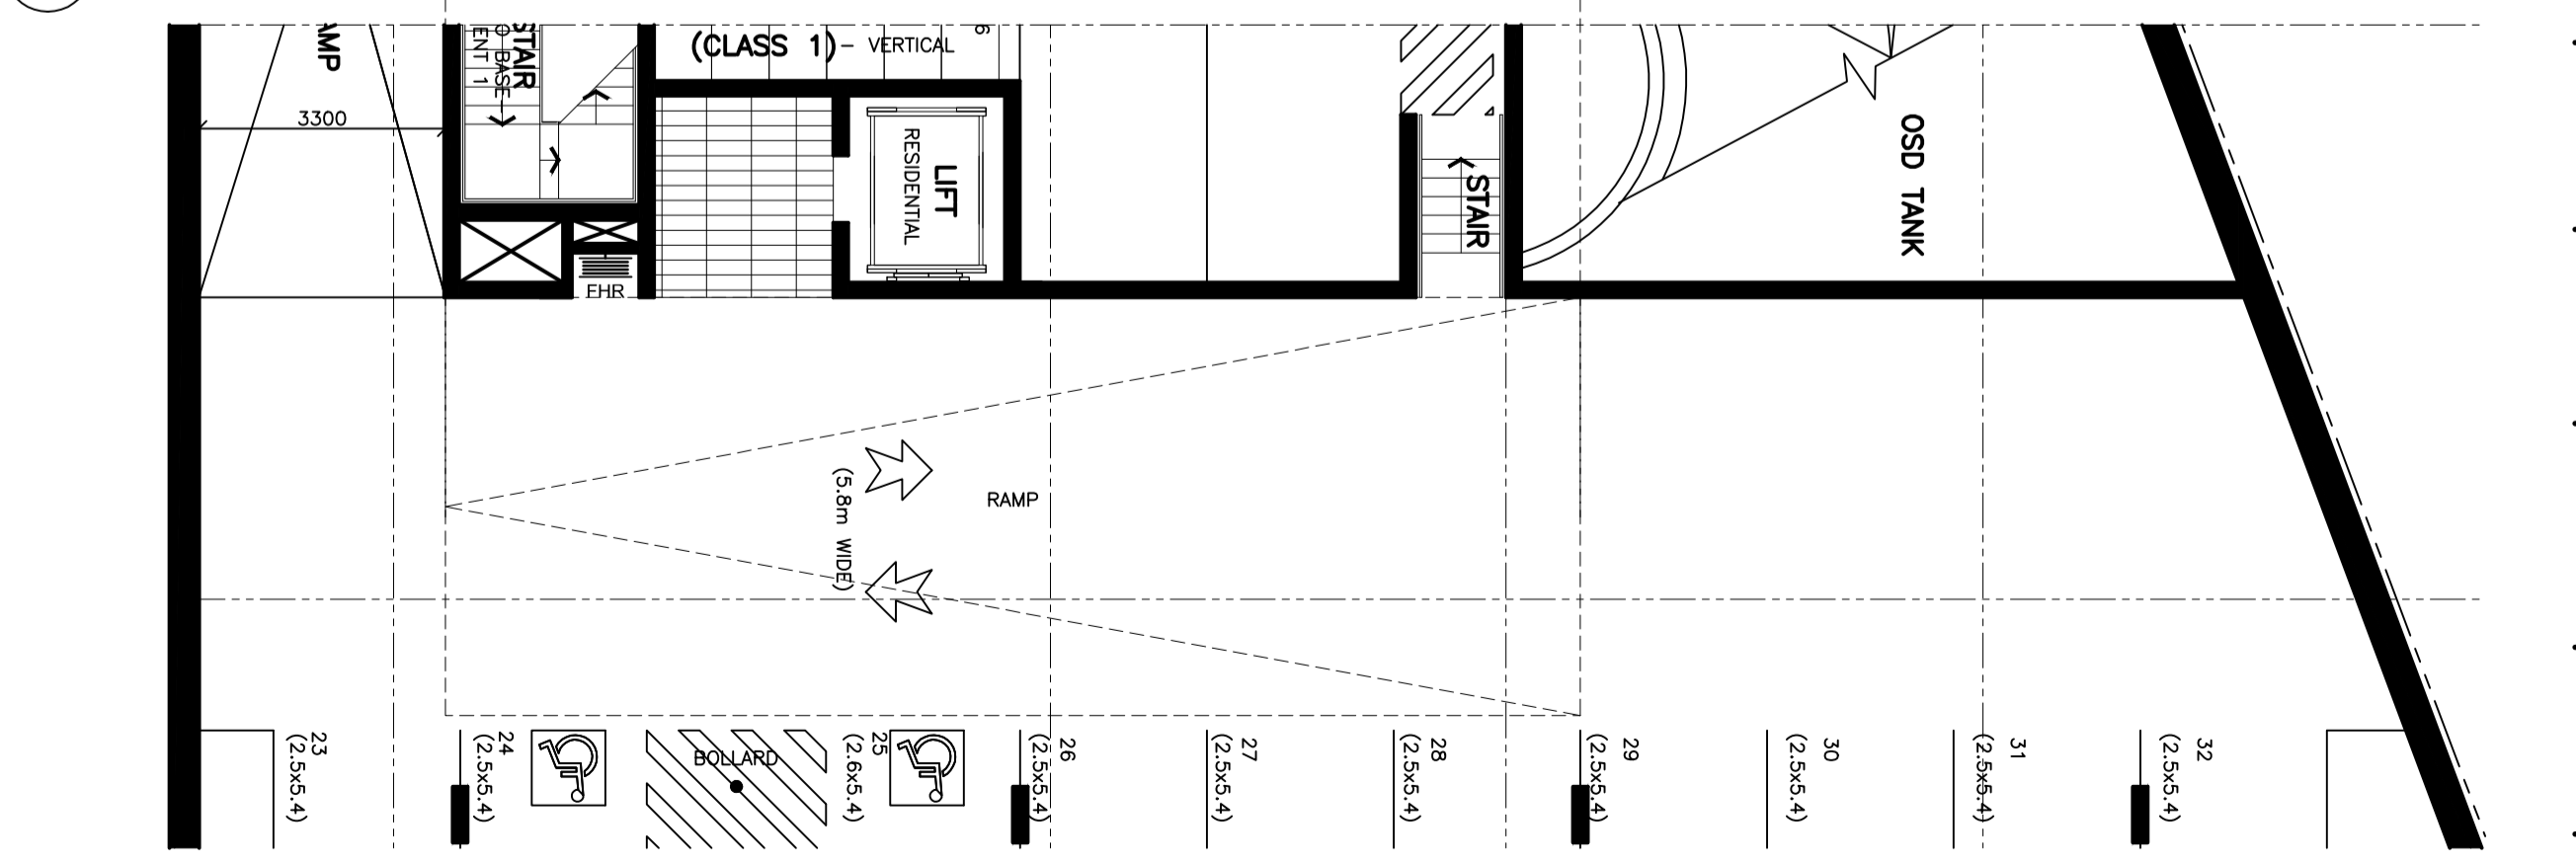 AMP
3300
STAIR
O BASE
ENT 1
(CLASS 1)- VERTICAL
6
LIFT
RESIDENTIAL
FHR
STAIR
OSD TANK
RAMP
(5.8m WIDE)
23
(2.5x5.4)
24
(2.5x5.4)
BOLLARD
25
(2.6x5.4)
26
(2.5x5.4)
27
(2.5x5.4)
28
(2.5x5.4)
29
(2.5x5.4)
30
(2.5x5.4)
31
(2.5x5.4)
32
(2.5x5.4)